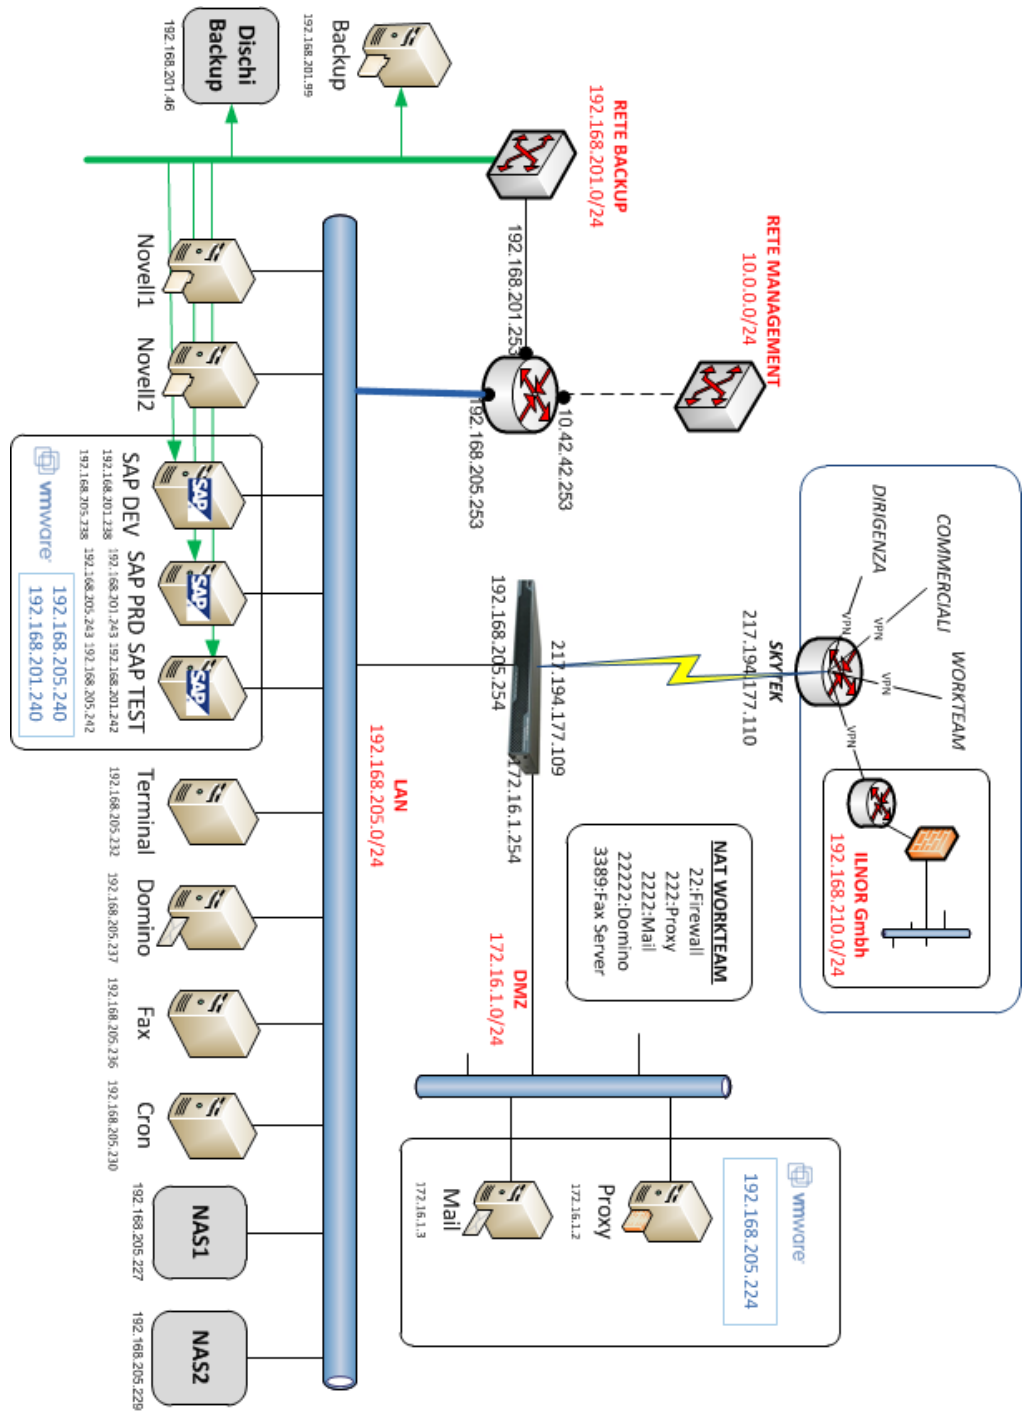 COMMERCIALI
DIRIGENZA
WORKTEAM
VPN
VPN
VPN
VPN
ILNOR Gmbh
192.168.210.0/24
RETE MANAGEMENT
10.0.0.0/24
SKYTEK
217.194.177.110
RETE BACKUP
192.168.201.0/24
192.168.201.253
10.42.42.253
192.168.205.253
217.194.177.109
192.168.205.254
172.16.1.254
NAT WORKTEAM
22:Firewall
222:Proxy
2222:Mail
22222:Domino
3389:Fax Server
DMZ
172.16.1.0/24
vmware
192.168.205.224
Proxy
172.16.1.2
Mail
172.16.1.3
LAN
192.168.205.0/24
Backup
192.168.201.99
Dischi
Backup
192.168.201.46
Novell1
Novell2
SAP
SAP
SAP
SAP DEV
192.168.201.238
192.168.205.238
SAP PRD
192.168.201.243
192.168.205.243
SAP TEST
192.168.201.242
192.168.205.242
vmware
192.168.205.240
192.168.201.240
Terminal
192.168.205.232
Domino
192.168.205.237
Fax
192.168.205.236
Cron
192.168.205.230
NAS1
192.168.205.227
NAS2
192.168.205.229